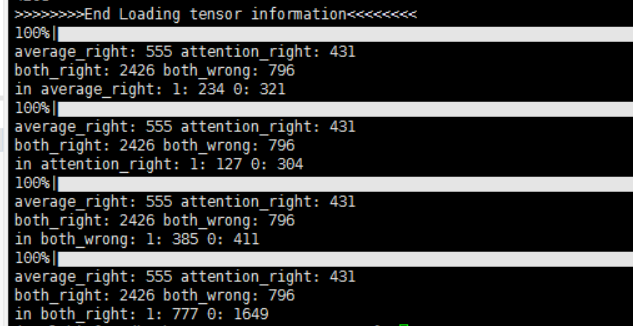 >>>>>>>>End Loading tensor information<<<<<<<<
100%|
average_right: 555 attention_right: 431
both_right: 2426 both_wrong: 796
in average_right: 1: 234 0: 321
100%|
average_right: 555 attention_right: 431
both_right: 2426 both_wrong: 796
in attention_right: 1: 127 0: 304
100%|
average_right: 555 attention_right: 431
both_right: 2426 both_wrong: 796
in both_wrong: 1: 385 0: 411
100%|
average_right: 555 attention_right: 431
both_right: 2426 both_wrong: 796
in both_right: 1: 777 0: 1649